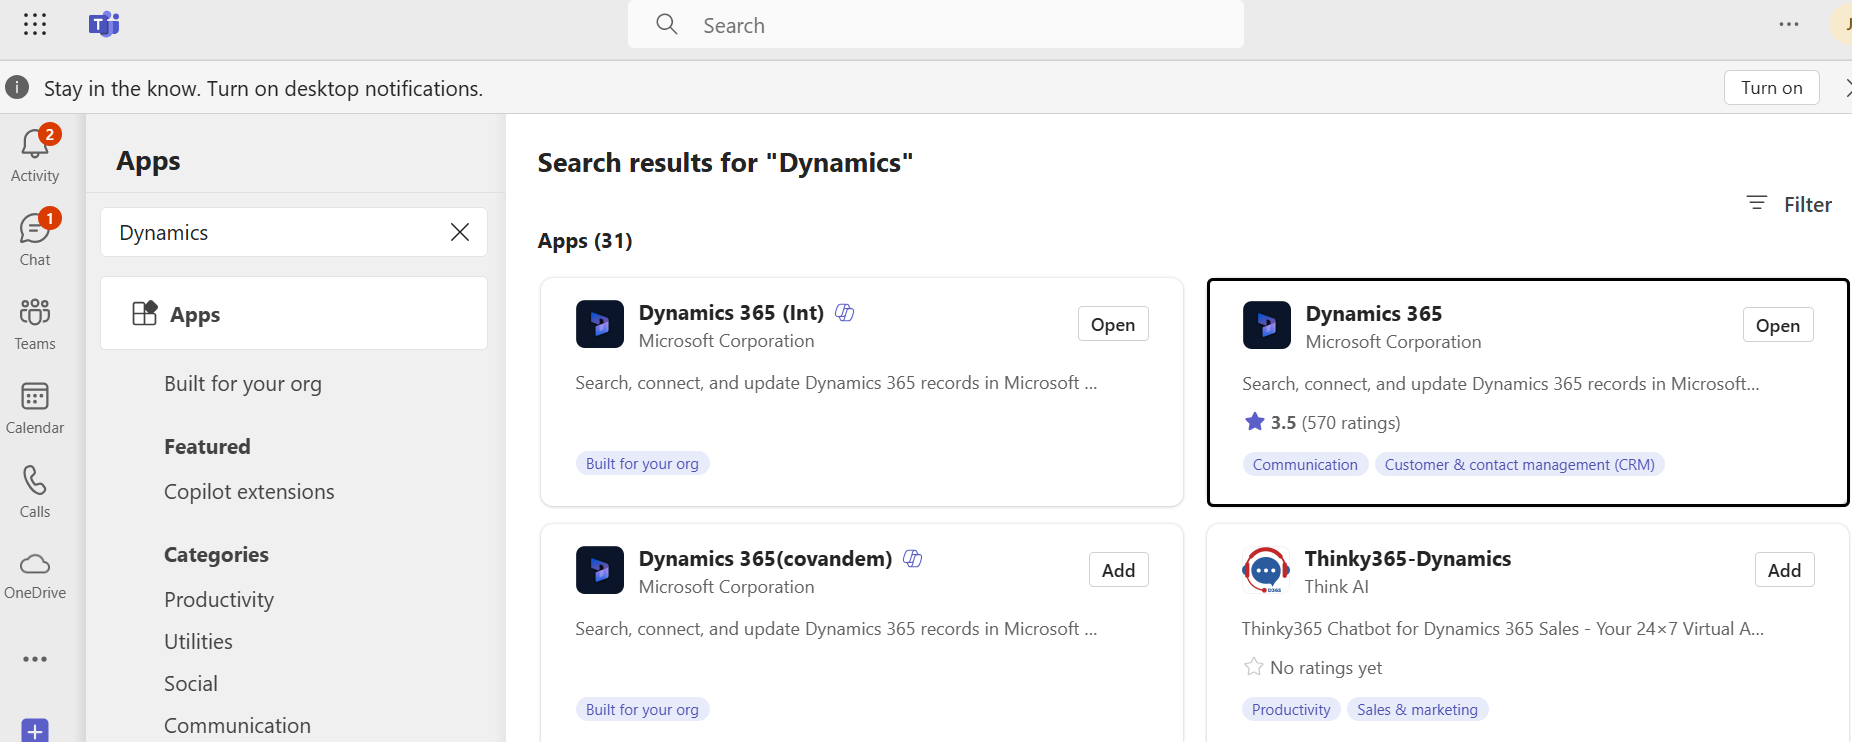 Search
Stay in the know. Turn on desktop notifications.
Turn on
2
Activity
1
Chat
Teams
Calendar
Calls
OneDrive
Apps
Dynamics
Apps
Built for your org
Featured
Copilot extensions
Categories
Productivity
Utilities
Social
Communication
Search results for "Dynamics"
Filter
Apps (31)
Dynamics 365 (Int)
Microsoft Corporation
Open
Search, connect, and update Dynamics 365 records in Microsoft ...
Built for your org
Dynamics 365
Microsoft Corporation
Open
Search, connect, and update Dynamics 365 records in Microsoft...
3.5 (570 ratings)
Communication
Customer & contact management (CRM)
Dynamics 365(covandem)
Microsoft Corporation
Add
Search, connect, and update Dynamics 365 records in Microsoft ...
Built for your org
D365
Thinky365-Dynamics
Think AI
Add
Thinky365 Chatbot for Dynamics 365 Sales - Your 24×7 Virtual A...
No ratings yet
Productivity
Sales & marketing